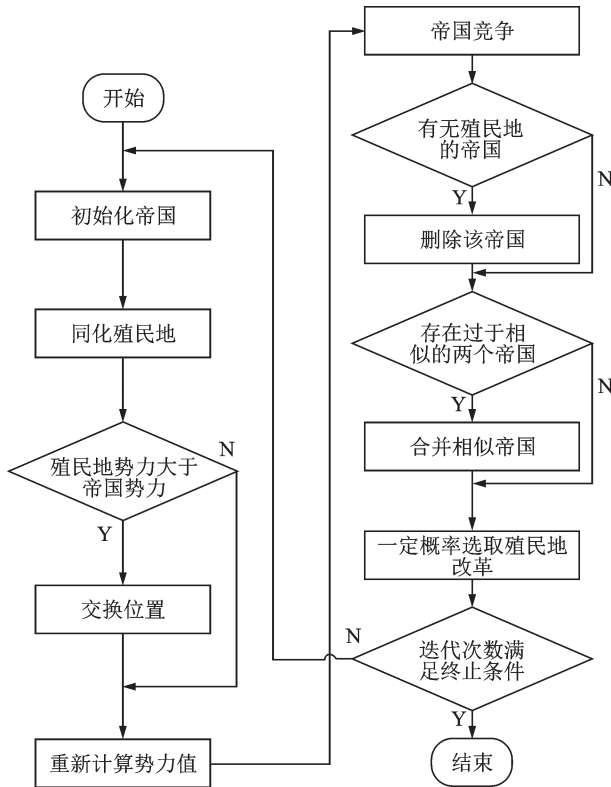 开始
初始化帝国
同化殖民地
殖民地势力大于
帝国势力
N
Y
交换位置
重新计算势力值
帝国竞争
有无殖民地
的帝国
N
Y
删除该帝国
存在过于相
似的两个帝国
N
Y
合并相似帝国
一定概率选取殖民地
改革
迭代次数满
足终止条件
N
Y
结束